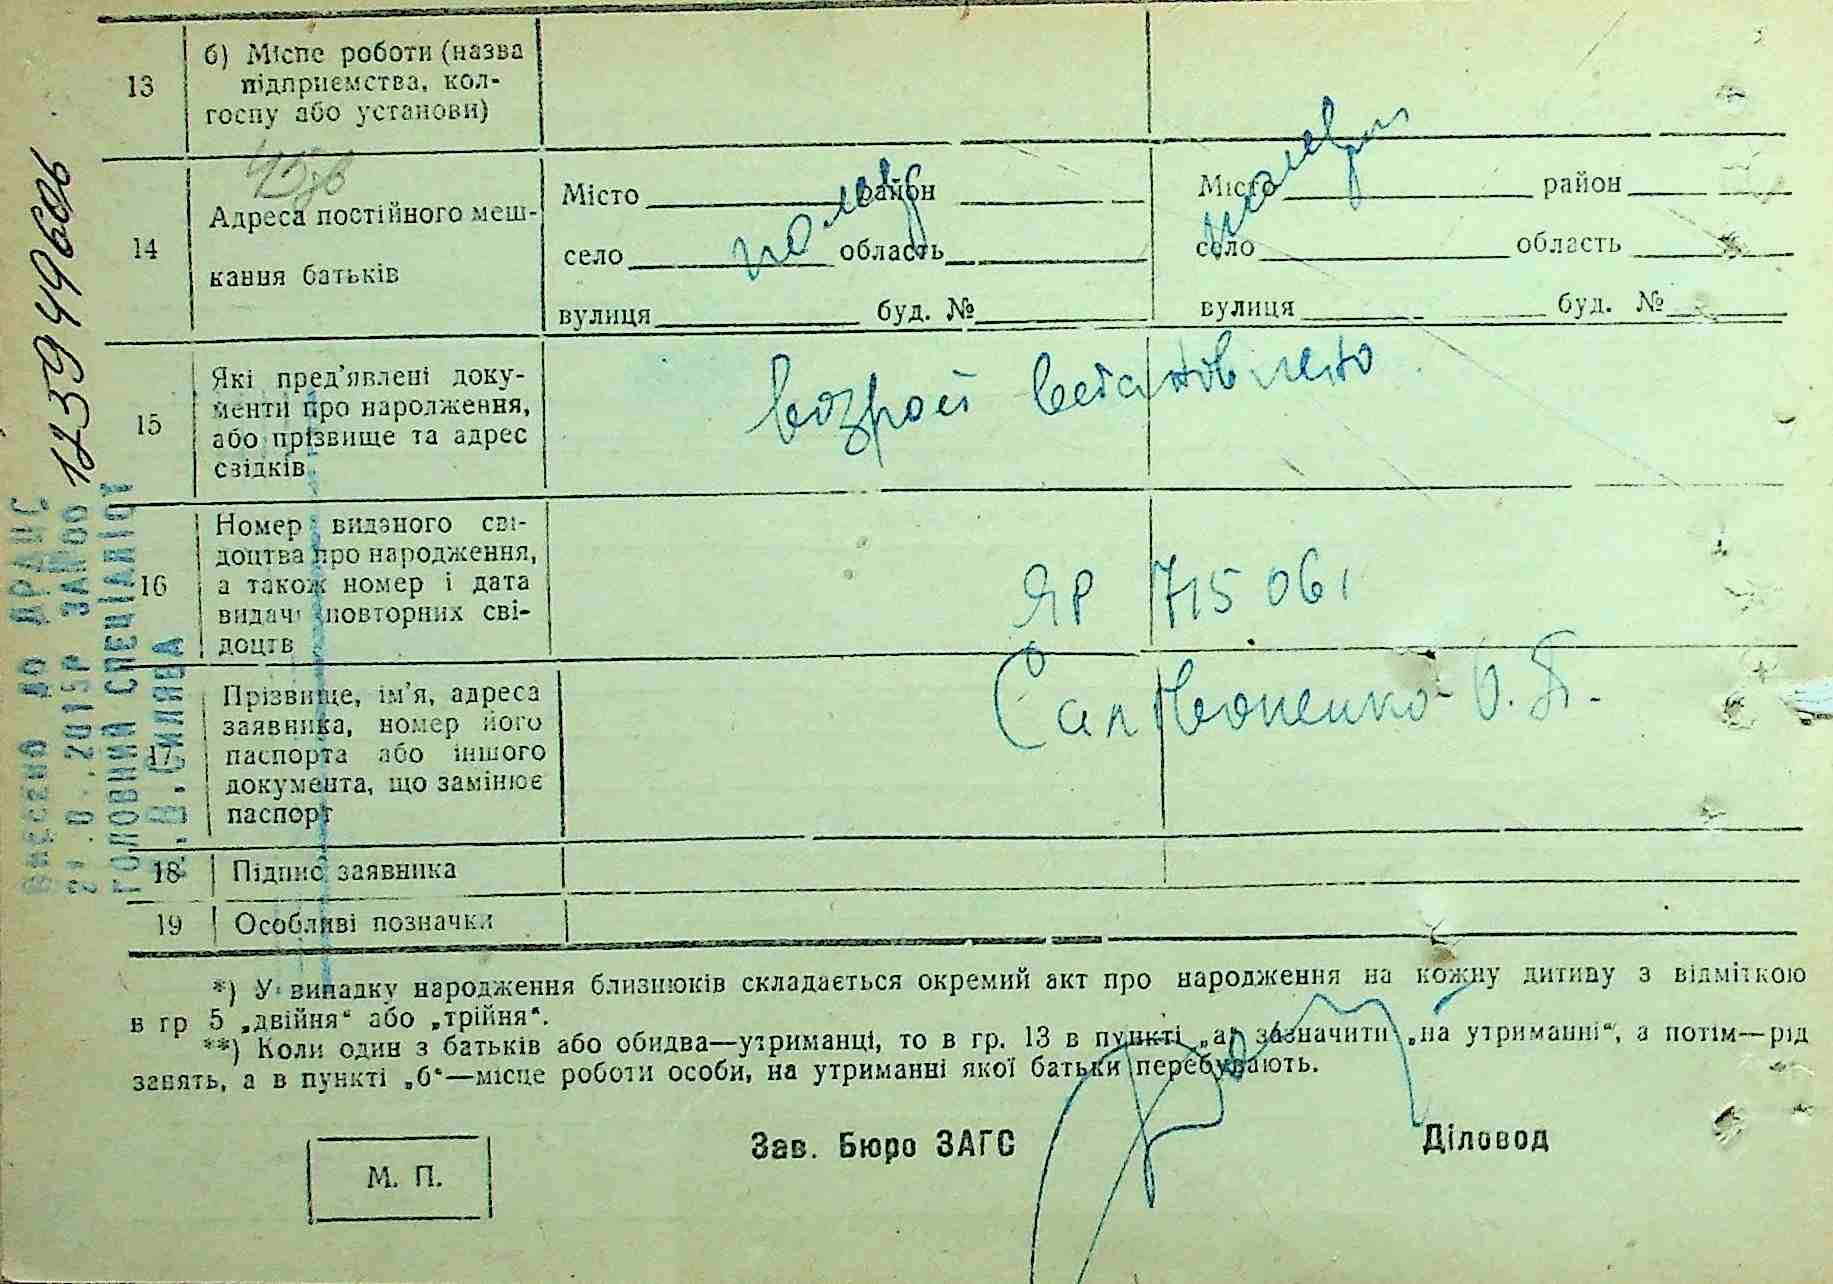 13
б) Місце роботи (назва
підприємства, кол-
госпу або установи)
14
Адреса постійного меш-
кання батьків
Місто район
село область
вулиця буд. №
Місто район
село область
вулиця буд. №
15
Які пред'явлені доку-
менти про народження,
або прізвище та адрес
свідків
возраст
16
Номер виданого сві-
доцтва про народження,
а також номер і дата
видачі повторних сві-
доцтв
ЯР 715061
17
Прізвище, ім'я, адреса
заявника, номер його
паспорта або іншого
документа, що замінює
паспорт
О. П.
18 Підпис заявника
19 Особливі позначки
*) У випадку народження близнюків складається окремий акт про народження на кожну дитину з відміткою
в гр 5 „двійня“ або „трійня“.
**) Коли один з батьків або обидва—утриманці, то в гр. 13 в пункті „а“ зазначити „на утриманні“, а потім—рід
занять, а в пункті „б“—місце роботи особи, на утриманні якої батьки перебувають.
Зав. Бюро ЗАГС
Діловод
М. П.
ВНЕСЕНО ДО ДРАЦС
2015Р ЗА №00 1259496606
ГОЛОВНИЙ СПЕЦІАЛІСТ